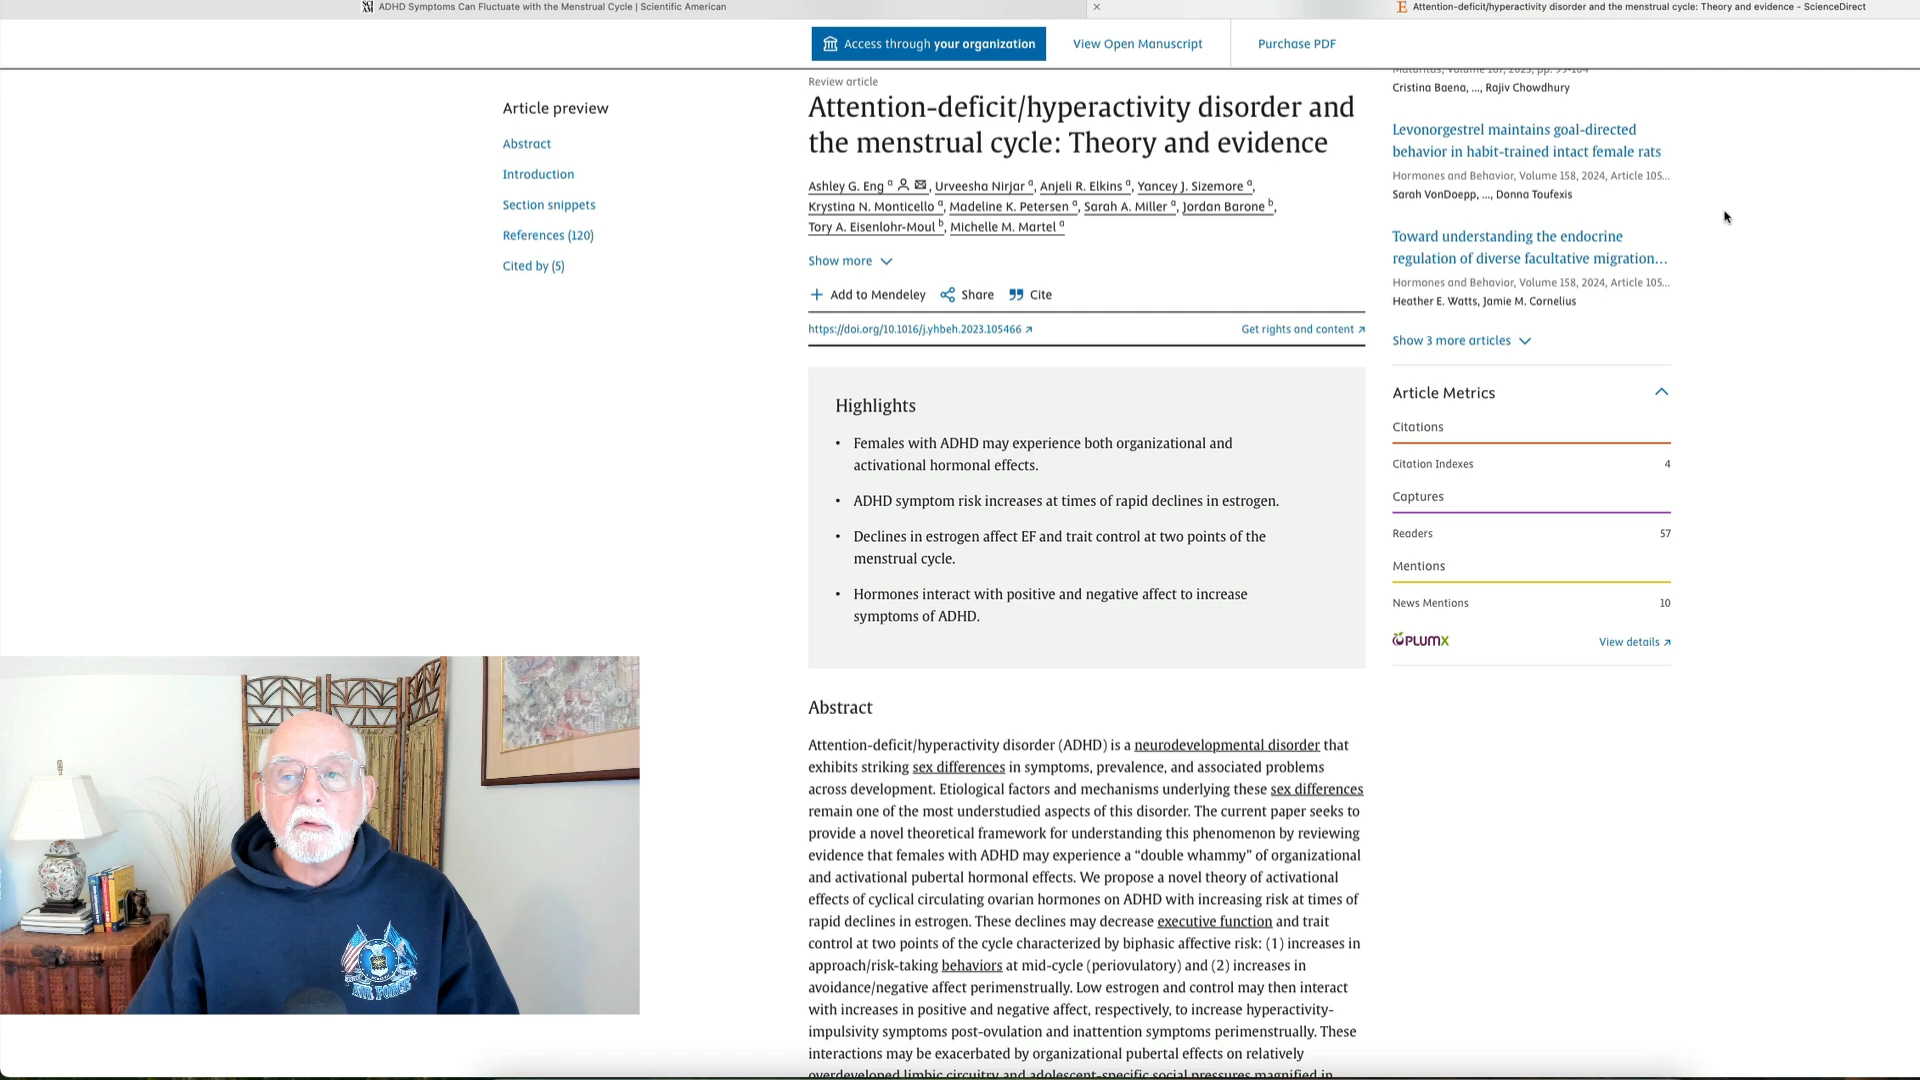 ADHD Symptoms Can Fluctuate with the Menstrual Cycle | Scientific American
Attention-deficit/hyperactivity disorder and the menstrual cycle: Theory and evidence - ScienceDirect
Access through your organization
View Open Manuscript
Purchase PDF
Article preview
Abstract
Introduction
Section snippets
References (120)
Cited by (5)
Review article
Attention-deficit/hyperactivity disorder and
the menstrual cycle: Theory and evidence
Ashley G. Eng a, Urveesha Nirjar a, Anjeli R. Elkins a, Yancey J. Sizemore a,
Krystina N. Monticello a, Madeline K. Petersen a, Sarah A. Miller a, Jordan Barone b,
Tory A. Eisenlohr-Moul b, Michelle M. Martel a
Show more
Add to Mendeley Share Cite
https://doi.org/10.1016/j.yhbeh.2023.105466
Get rights and content
Highlights
• Females with ADHD may experience both organizational and
activational hormonal effects.
• ADHD symptom risk increases at times of rapid declines in estrogen.
• Declines in estrogen affect EF and trait control at two points of the
menstrual cycle.
• Hormones interact with positive and negative affect to increase
symptoms of ADHD.
Abstract
Attention-deficit/hyperactivity disorder (ADHD) is a neurodevelopmental disorder that
exhibits striking sex differences in symptoms, prevalence, and associated problems
across development. Etiological factors and mechanisms underlying these sex differences
remain one of the most understudied aspects of this disorder. The current paper seeks to
provide a novel theoretical framework for understanding this phenomenon by reviewing
evidence that females with ADHD may experience a “double whammy” of organizational
and activational pubertal hormonal effects. We propose a novel theory of activational
effects of cyclical circulating ovarian hormones on ADHD with increasing risk at times of
rapid declines in estrogen. These declines may decrease executive function and trait
control at two points of the cycle characterized by biphasic affective risk: (1) increases in
approach/risk-taking behaviors at mid-cycle (periovulatory) and (2) increases in
avoidance/negative affect perimenstrually. Low estrogen and control may then interact
with increases in positive and negative affect, respectively, to increase hyperactivity-
impulsivity symptoms post-ovulation and inattention symptoms perimenstrually. These
interactions may be exacerbated by organizational pubertal effects on relatively
overdeveloped limbic circuitry and adolescent-specific social pressures magnified in
Maturitas, Volume 167, 2023, pp. 99-104
Cristina Baena, ..., Rajiv Chowdhury
Levonorgestrel maintains goal-directed
behavior in habit-trained intact female rats
Hormones and Behavior, Volume 158, 2024, Article 105...
Sarah VonDoepp, ..., Donna Toufexis
Toward understanding the endocrine
regulation of diverse facultative migration...
Hormones and Behavior, Volume 158, 2024, Article 105...
Heather E. Watts, Jamie M. Cornelius
Show 3 more articles
Article Metrics
Citations
Citation Indexes 4
Captures
Readers 57
Mentions
News Mentions 10
PLUMX
View details
AIR FORCE